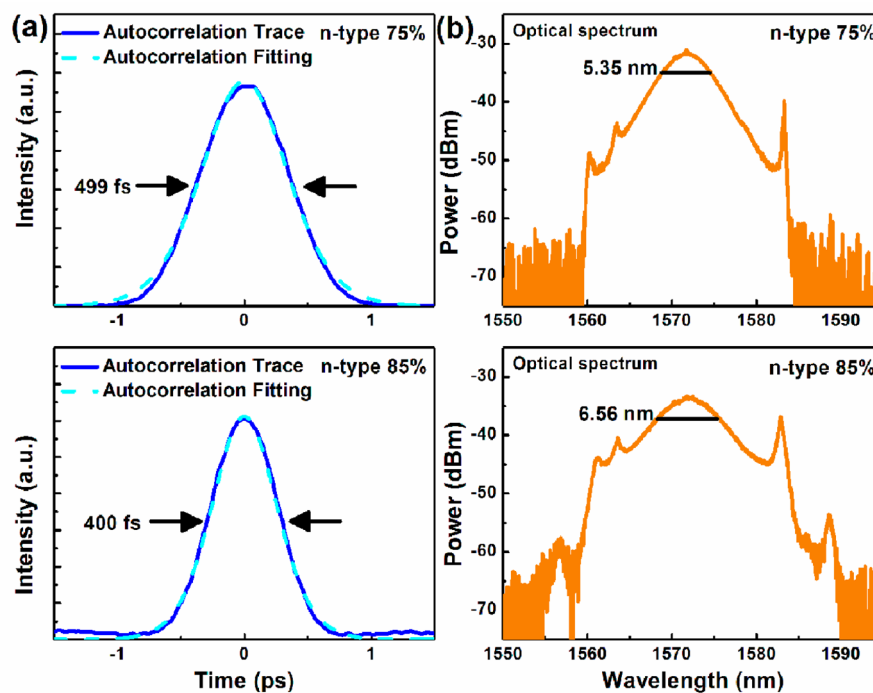 (a)
Autocorrelation Trace n-type 75%
Autocorrelation Fitting
499 fs
Intensity (a.u.)
-1 0 1
(b)
Optical spectrum n-type 75%
5.35 nm
Power (dBm)
-30
-40
-50
-60
-70
1550 1560 1570 1580 1590
Autocorrelation Trace n-type 85%
Autocorrelation Fitting
400 fs
Intensity (a.u.)
-1 0 1
Time (ps)
Optical spectrum n-type 85%
6.56 nm
Power (dBm)
-30
-40
-50
-60
-70
1550 1560 1570 1580 1590
Wavelength (nm)